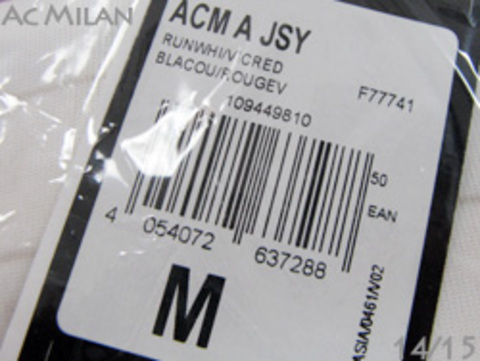 AC MILAN
ACM A JSY
RUNWHI/VICRED
BLACOU/ROUGEV
F77741
109449810
50
EAN
4 054072 637288
M
ASIA/0461/V02
14/15